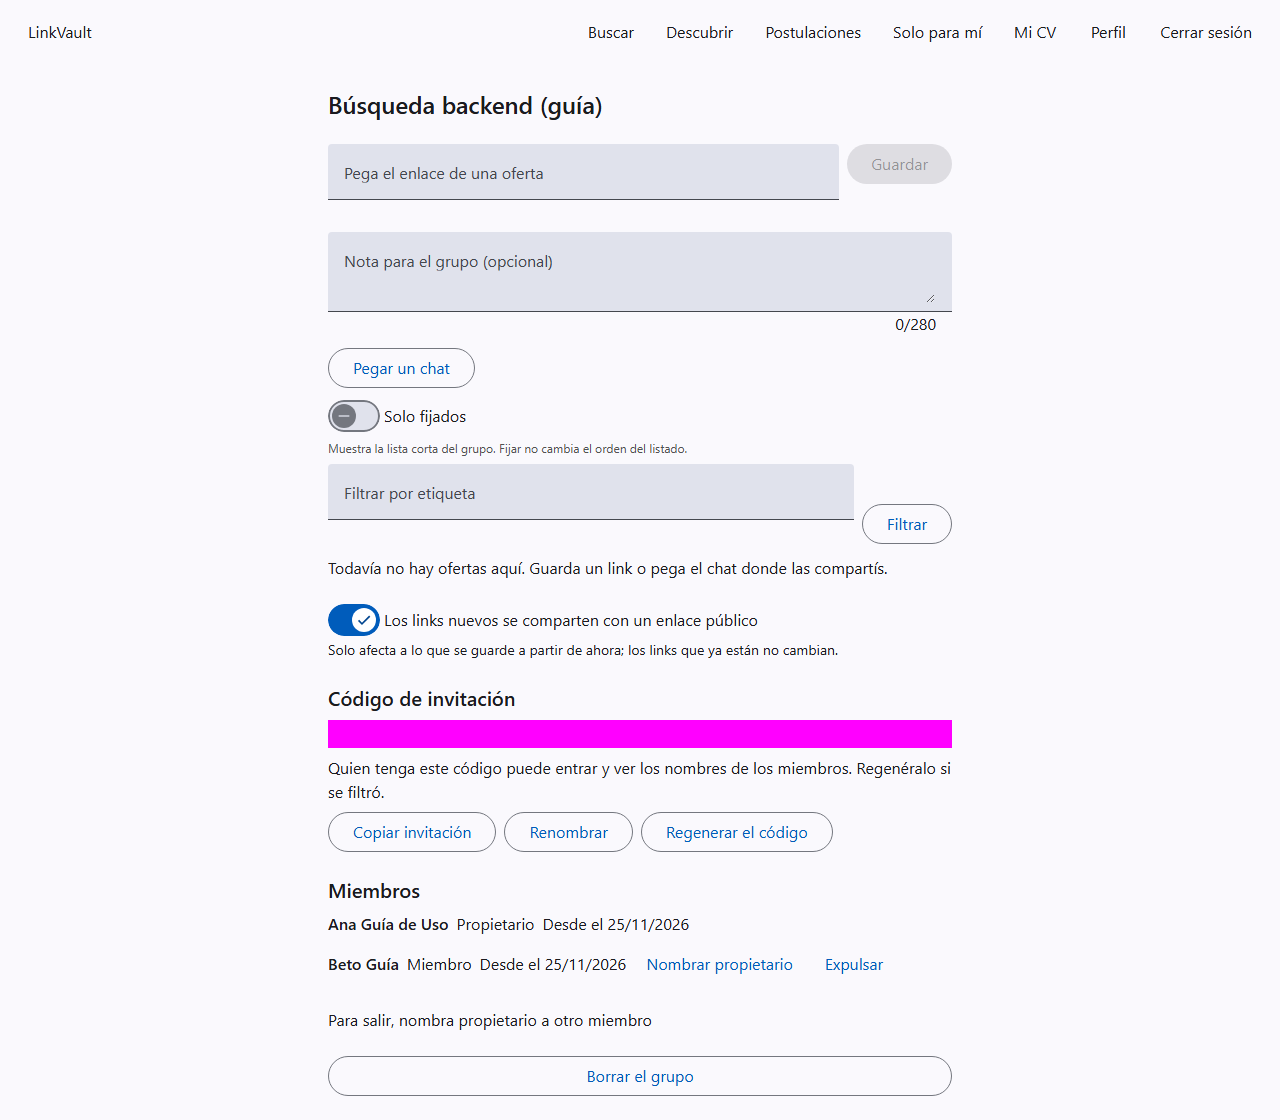 LinkVault
Buscar
Descubrir
Postulaciones
Solo para mí
Mi CV
Perfil
Cerrar sesión
Búsqueda backend (guía)
Pega el enlace de una oferta
Guardar
Nota para el grupo (opcional)
0/280
Pegar un chat
Solo fijados
Muestra la lista corta del grupo. Fijar no cambia el orden del listado.
Filtrar por etiqueta
Filtrar
Todavía no hay ofertas aquí. Guarda un link o pega el chat donde las compartís.
Los links nuevos se comparten con un enlace público
Solo afecta a lo que se guarde a partir de ahora; los links que ya están no cambian.
Código de invitación
Quien tenga este código puede entrar y ver los nombres de los miembros. Regenéralo si
se filtró.
Copiar invitación
Renombrar
Regenerar el código
Miembros
Ana Guía de Uso Propietario Desde el 25/11/2026
Beto Guía Miembro Desde el 25/11/2026 Nombrar propietario Expulsar
Para salir, nombra propietario a otro miembro
Borrar el grupo